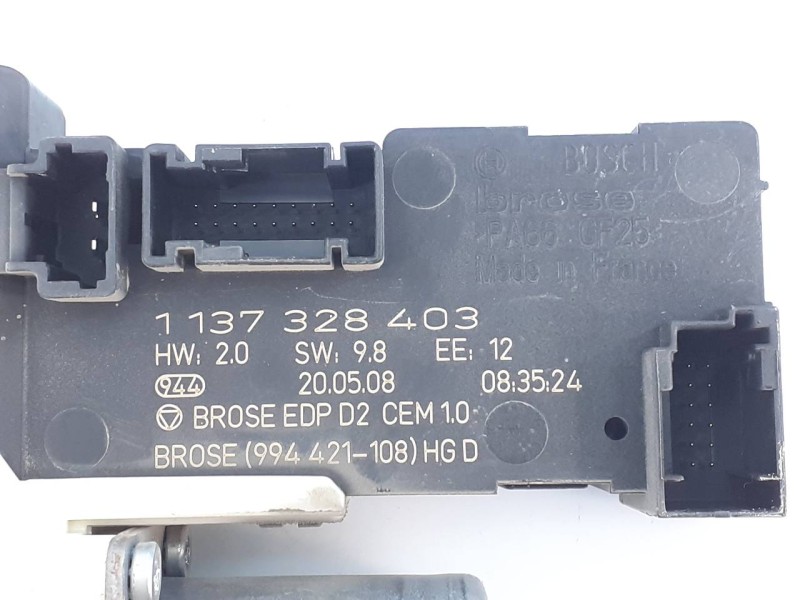 BOSCH
brose
PA66 GF25
Made in France
1 137 328 403
HW: 2.0 SW: 9.8 EE: 12
944 20.05.08 08:35:24
BROSE EDP D2 CEM 1.0
BROSE (994 421-108) HG D